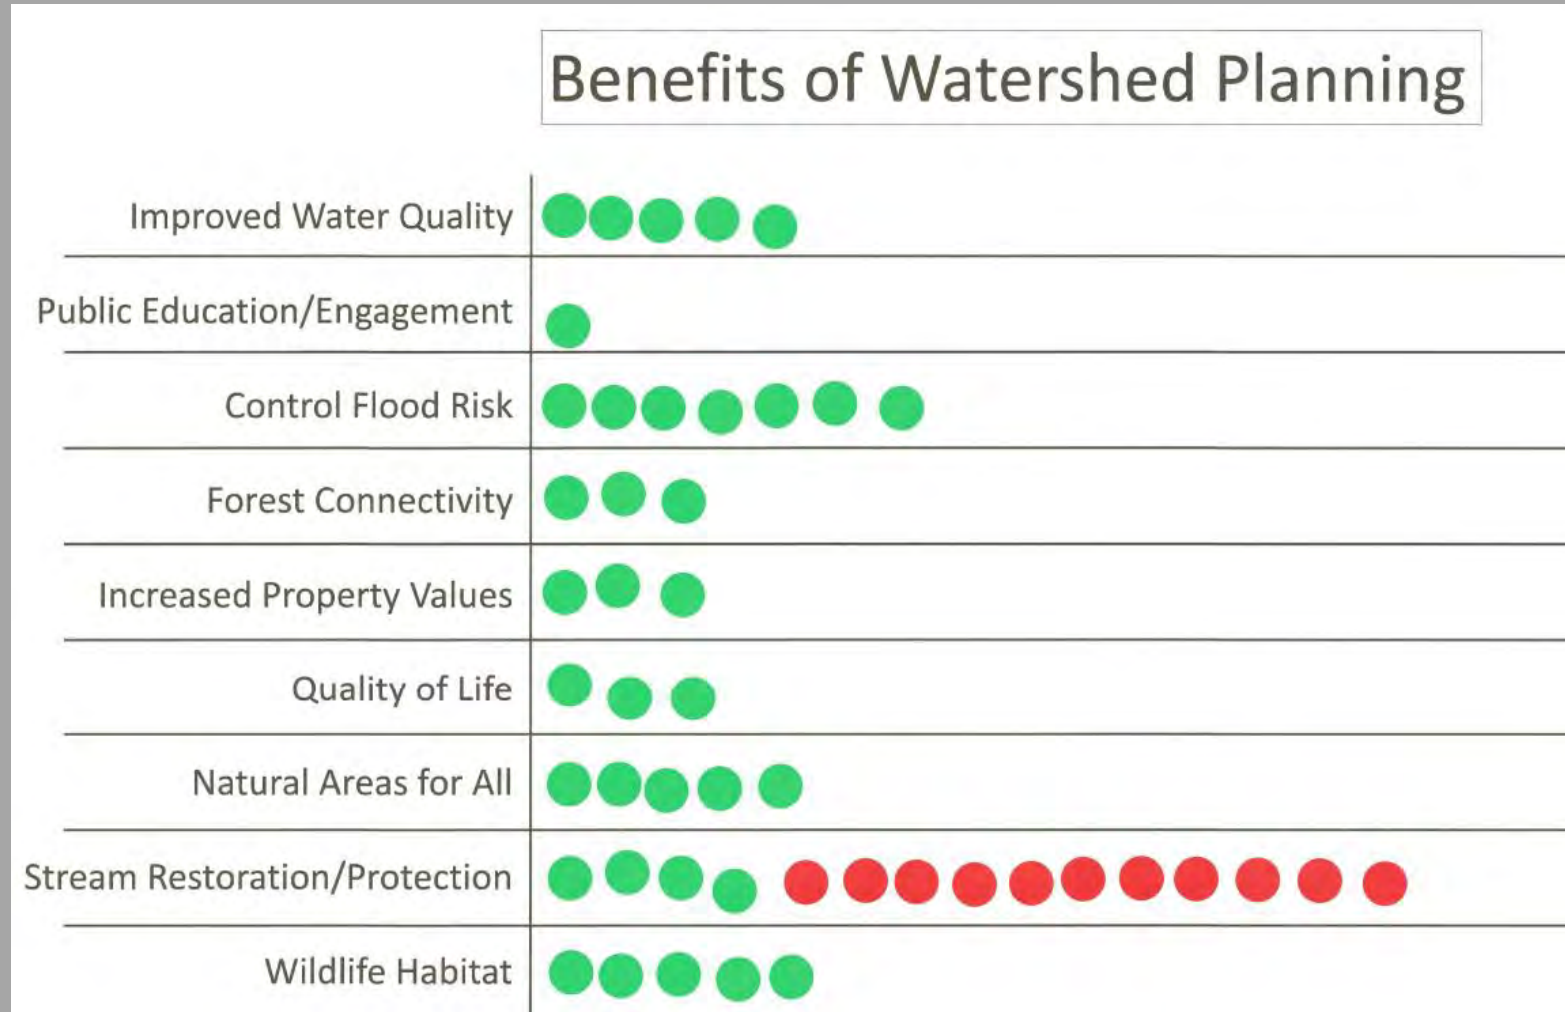 Benefits of Watershed Planning
Improved Water Quality
Public Education/Engagement
Control Flood Risk
Forest Connectivity
Increased Property Values
Quality of Life
Natural Areas for All
Stream Restoration/Protection
Wildlife Habitat